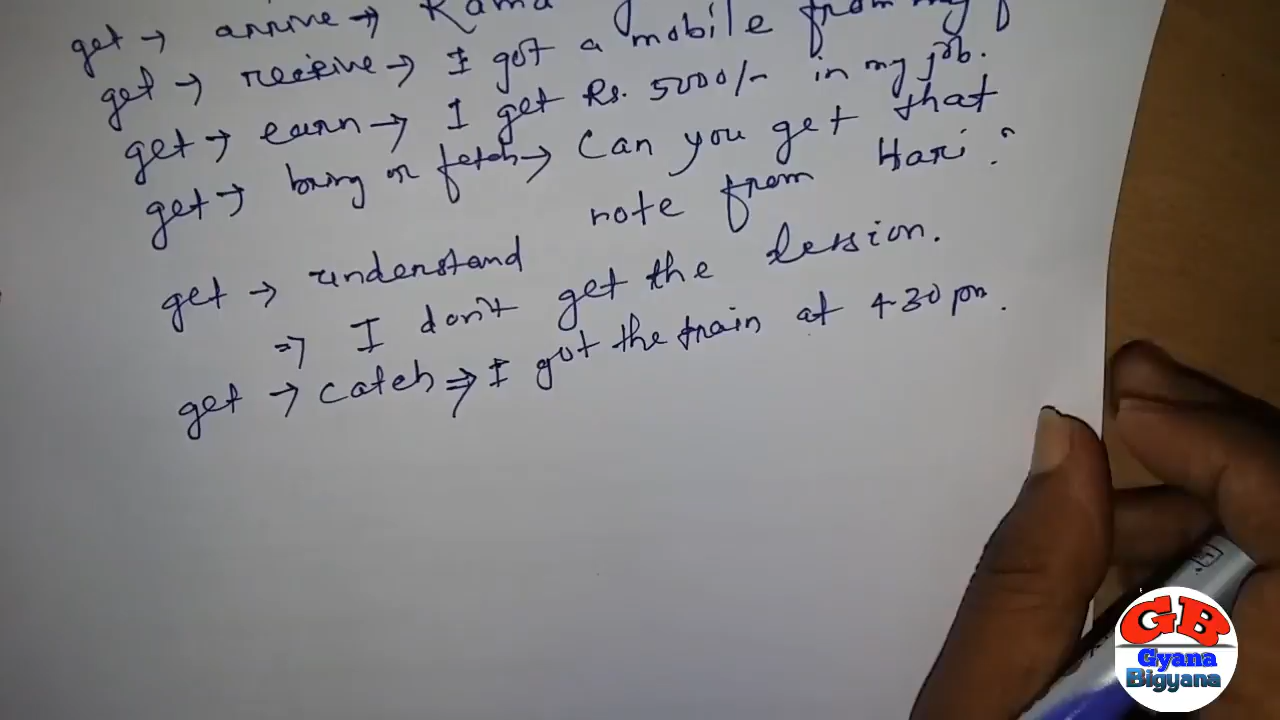 get → arrive → Rama
get → receive → I got a mobile from my
get → earn → I get Rs. 5000/- in my job.
get → bring or fetch → Can you get that
note from Hari ?
get → understand
⇒ I don't get the lession.
get → catch ⇒ I got the train at 4-30 pm.
GB
Gyana
Bigyana